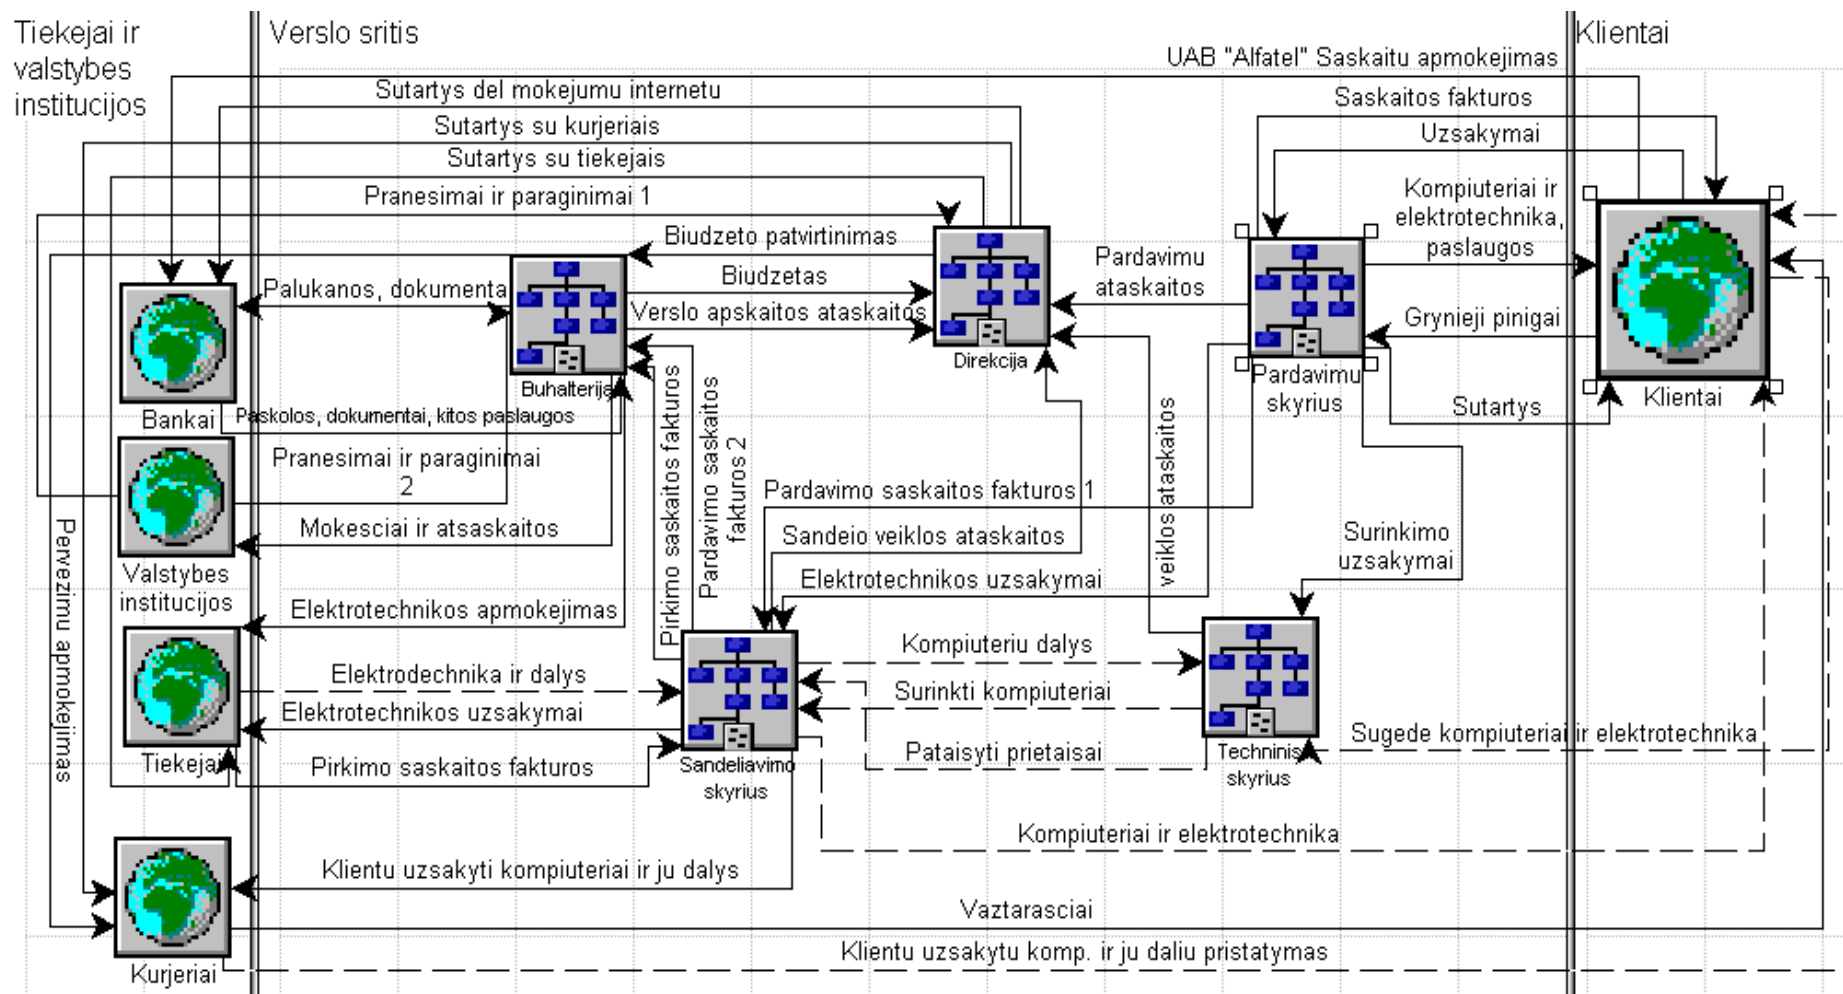 Tiekejai ir
valstybes
institucijos
Verslo sritis
Klientai
UAB "Alfatel" Saskaitu apmokejimas
Sutartys del mokejumu internetu
Saskaitos fakturos
Sutartys su kurjeriais
Uzsakymai
Sutartys su tiekejais
Pranesimai ir paraginimai 1
Kompiuteriai ir
elektrotechnika,
paslaugos
Biudzeto patvirtinimas
Pardavimu
ataskaitos
Biudzetas
Palukanos, dokumenta
Verslo apskaitos ataskaitos
Grynieji pinigai
Direkcija
Pardavimu
skyrius
Buhalterija
Klientai
Bankai
Paskolos, dokumentai, kitos paslaugos
Sutartys
Pranesimai ir paraginimai
2
Pirkimo saskaitos fakturos
Pardavimo saskaitos
fakturos 2
veiklos ataskaitos
Pardavimo saskaitos fakturos 1
Mokesciai ir atsaskaitos
Sandeio veiklos ataskaitos
Surinkimo
uzsakymai
Valstybes
institucijos
Elektrotechnikos uzsakymai
Elektrotechnikos apmokejimas
Pervezimu apmokejimas
Kompiuteriu dalys
Elektrodechnika ir dalys
Surinkti kompiuteriai
Elektrotechnikos uzsakymai
Sugede kompiuteriai ir elektrotechnika
Tiekejai
Pirkimo saskaitos fakturos
Sandeliavimo
skyrius
Pataisyti prietaisai
Techninis
skyrius
Kompiuteriai ir elektrotechnika
Klientu uzsakyti kompiuteriai ir ju dalys
Vaztarasciai
Klientu uzsakytu komp. ir ju daliu pristatymas
Kurjeriai